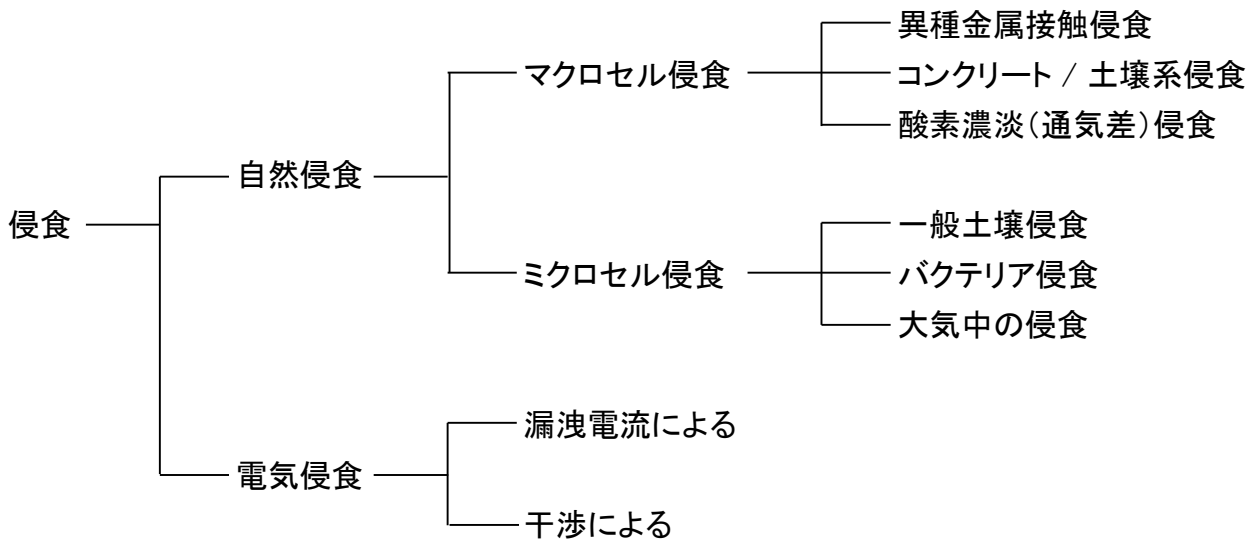 侵食
自然侵食
マクロセル侵食
異種金属接触侵食
コンクリート / 土壌系侵食
酸素濃淡(通気差)侵食
ミクロセル侵食
一般土壌侵食
バクテリア侵食
大気中の侵食
電気侵食
漏洩電流による
干渉による